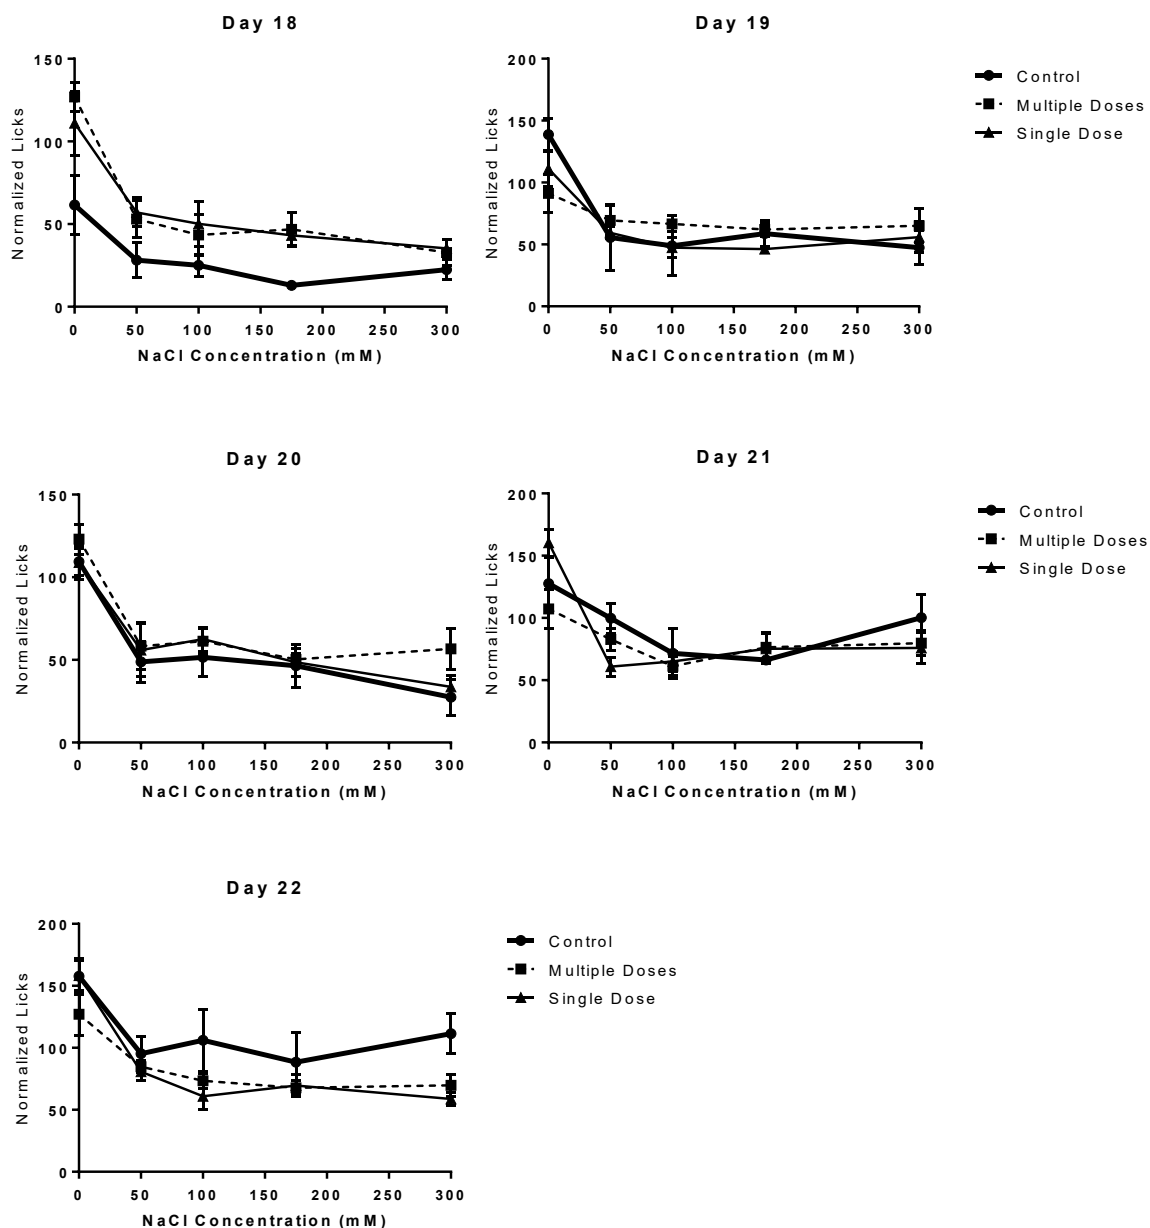 Day 18
150
100
50
0
Normalized Licks
0 50 100 150 200 250 300
NaCl Concentration (mM)
Day 19
200
150
100
50
0
Normalized Licks
0 50 100 150 200 250 300
NaCl Concentration (mM)
Control
Multiple Doses
Single Dose
Day 20
150
100
50
0
Normalized Licks
0 50 100 150 200 250 300
NaCl Concentration (mM)
Day 21
200
150
100
50
0
Normalized Licks
0 50 100 150 200 250 300
NaCl Concentration (mM)
Control
Multiple Doses
Single Dose
Day 22
200
150
100
50
0
Normalized Licks
0 50 100 150 200 250 300
NaCl Concentration (mM)
Control
Multiple Doses
Single Dose